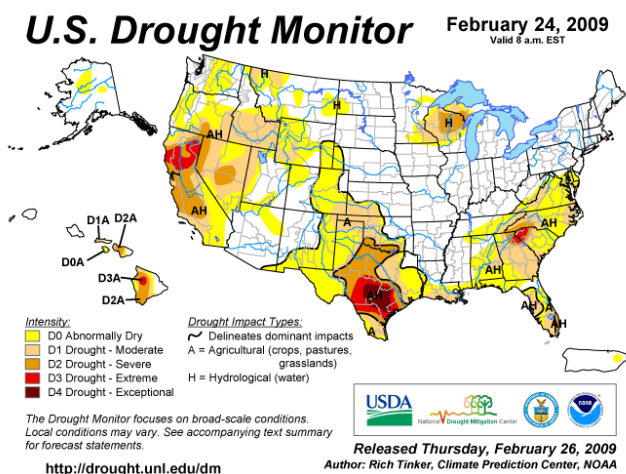 U.S. Drought Monitor
February 24, 2009
Valid 8 a.m. EST
H
H
H
AH
AH
A
AH
AH
AH
A
AH
A
AH
D1A
D2A
D0A
D3A
D2A
Intensity:
D0 Abnormally Dry
D1 Drought - Moderate
D2 Drought - Severe
D3 Drought - Extreme
D4 Drought - Exceptional
Drought Impact Types:
Delineates dominant impacts
A = Agricultural (crops, pastures,
grasslands)
H = Hydrological (water)
The Drought Monitor focuses on broad-scale conditions.
Local conditions may vary. See accompanying text summary
for forecast statements.
http://drought.unl.edu/dm
USDA
National Drought Mitigation Center
Released Thursday, February 26, 2009
Author: Rich Tinker, Climate Prediction Center, NOAA